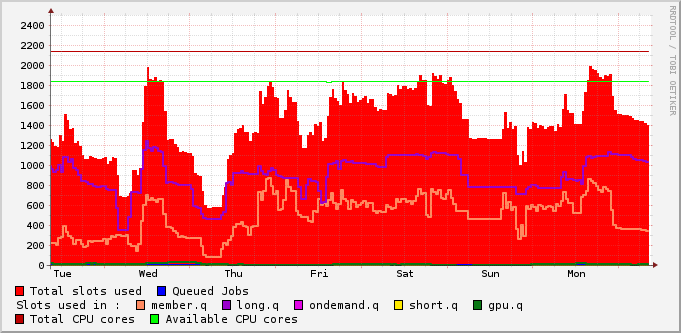 2400
2200
2000
1800
1600
1400
1200
1000
800
600
400
200
0
Tue Wed Thu Fri Sat Sun Mon
RRDTOOL / TOBI OETIKER
Total slots used Queued Jobs
Slots used in : member.q long.q ondemand.q short.q gpu.q
Total CPU cores Available CPU cores